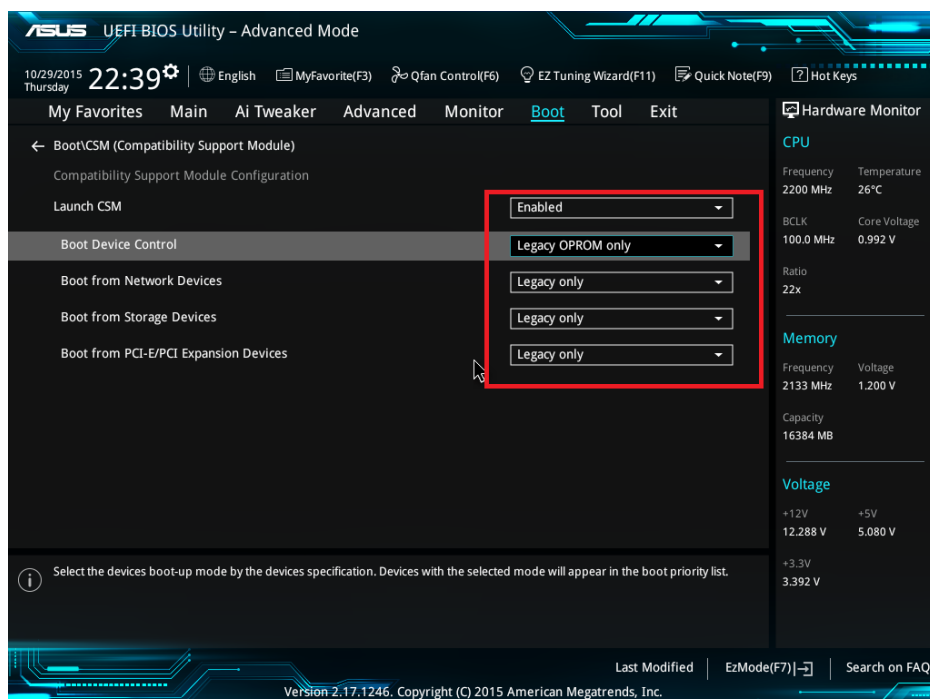 ASUS UEFI BIOS Utility – Advanced Mode
10/29/2015 Thursday 22:39 English MyFavorite(F3) Qfan Control(F6) EZ Tuning Wizard(F11) Quick Note(F9) ? Hot Keys
My Favorites Main Ai Tweaker Advanced Monitor Boot Tool Exit
← Boot\CSM (Compatibility Support Module)
Compatibility Support Module Configuration
Launch CSM Enabled
Boot Device Control Legacy OPROM only
Boot from Network Devices Legacy only
Boot from Storage Devices Legacy only
Boot from PCI-E/PCI Expansion Devices Legacy only
Hardware Monitor
CPU
Frequency Temperature
2200 MHz 26°C
BCLK Core Voltage
100.0 MHz 0.992 V
Ratio
22x
Memory
Frequency Voltage
2133 MHz 1.200 V
Capacity
16384 MB
Voltage
+12V +5V
12.288 V 5.080 V
+3.3V
3.392 V
i Select the devices boot-up mode by the devices specification. Devices with the selected mode will appear in the boot priority list.
Last Modified EzMode(F7) Search on FAQ
Version 2.17.1246. Copyright (C) 2015 American Megatrends, Inc.